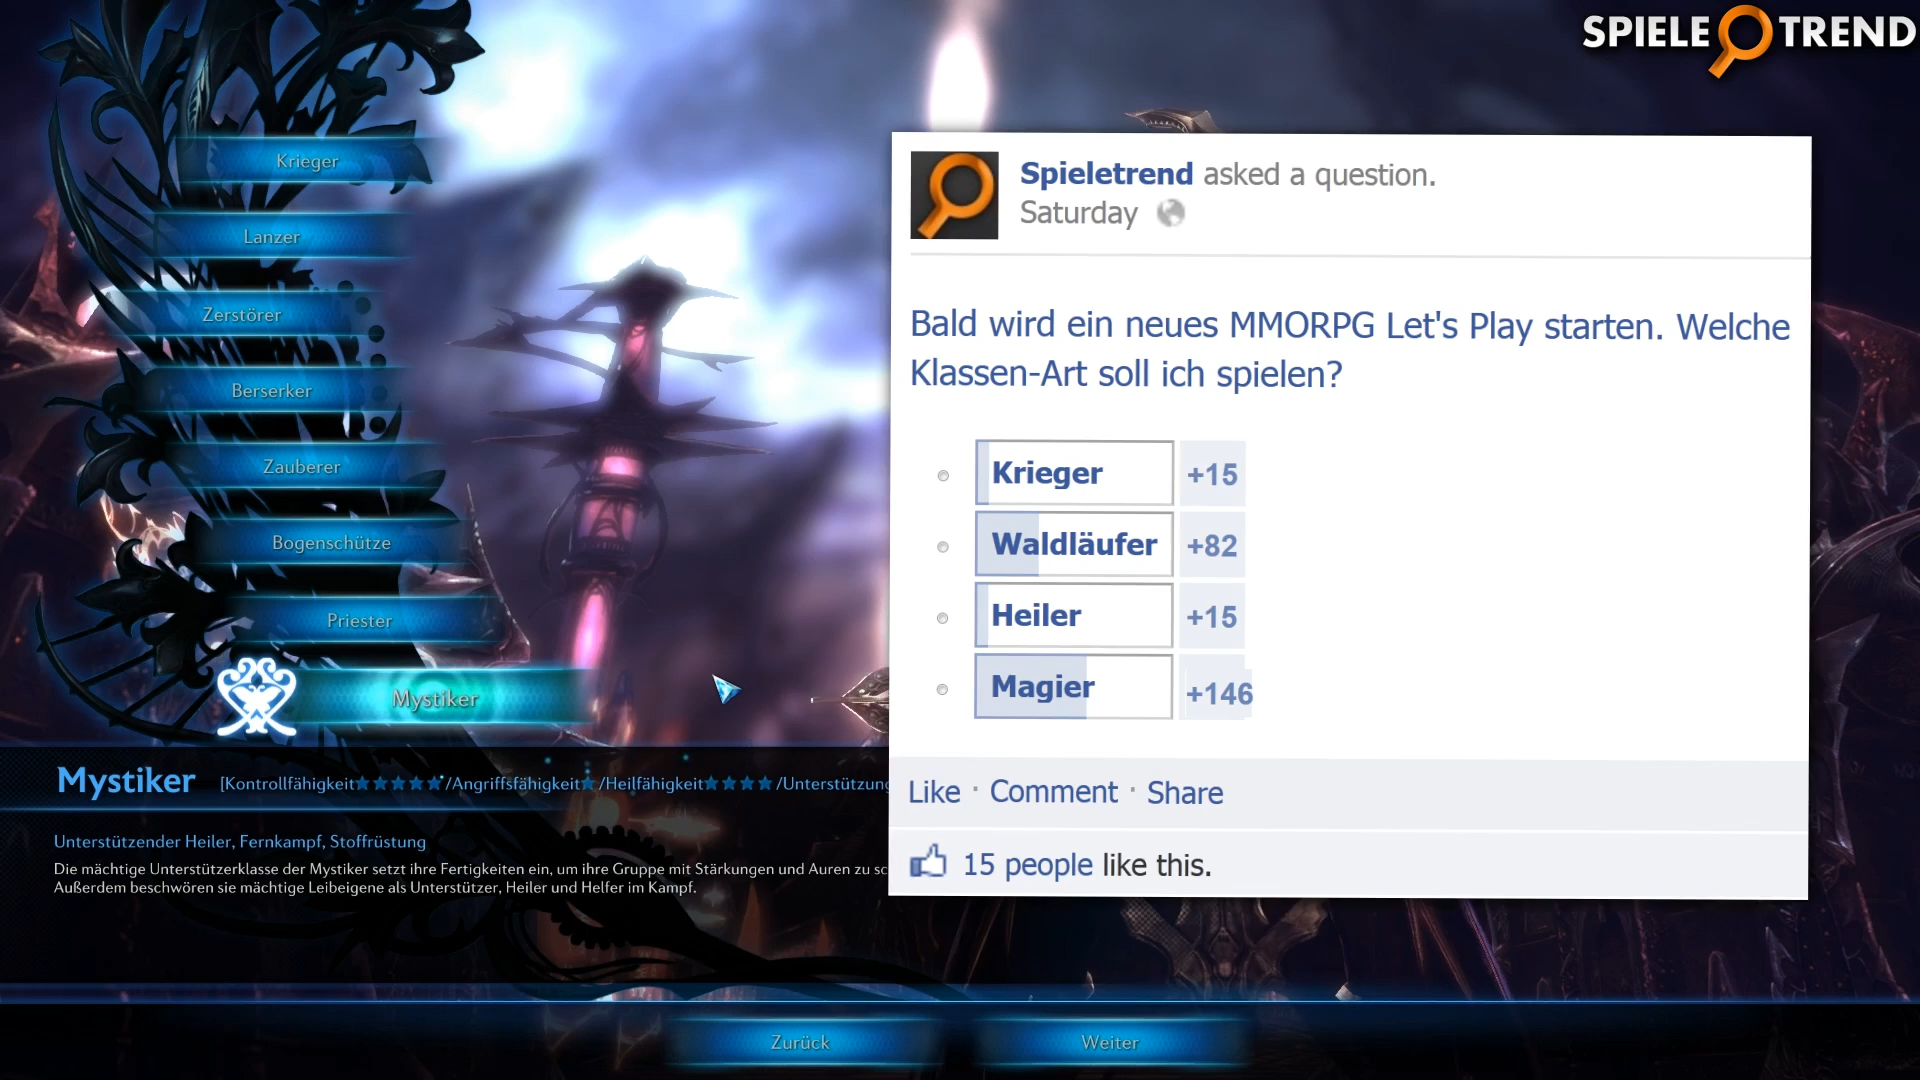 SPIELE TREND
Krieger
Lanzer
Zerstörer
Berserker
Zauberer
Bogenschütze
Priester
Mystiker
Mystiker [Kontrollfähigkeit★★★★★/Angriffsfähigkeit★/Heilfähigkeit★★★★/Unterstützung
Unterstützender Heiler, Fernkampf, Stoffrüstung
Die mächtige Unterstützerklasse der Mystiker setzt ihre Fertigkeiten ein, um ihre Gruppe mit Stärkungen und Auren zu sc
Außerdem beschwören sie mächtige Leibeigene als Unterstützer, Heiler und Helfer im Kampf.
Spieletrend asked a question.
Saturday
Bald wird ein neues MMORPG Let's Play starten. Welche
Klassen-Art soll ich spielen?
Krieger +15
Waldläufer +82
Heiler +15
Magier +146
Like · Comment · Share
15 people like this.
Zurück
Weiter